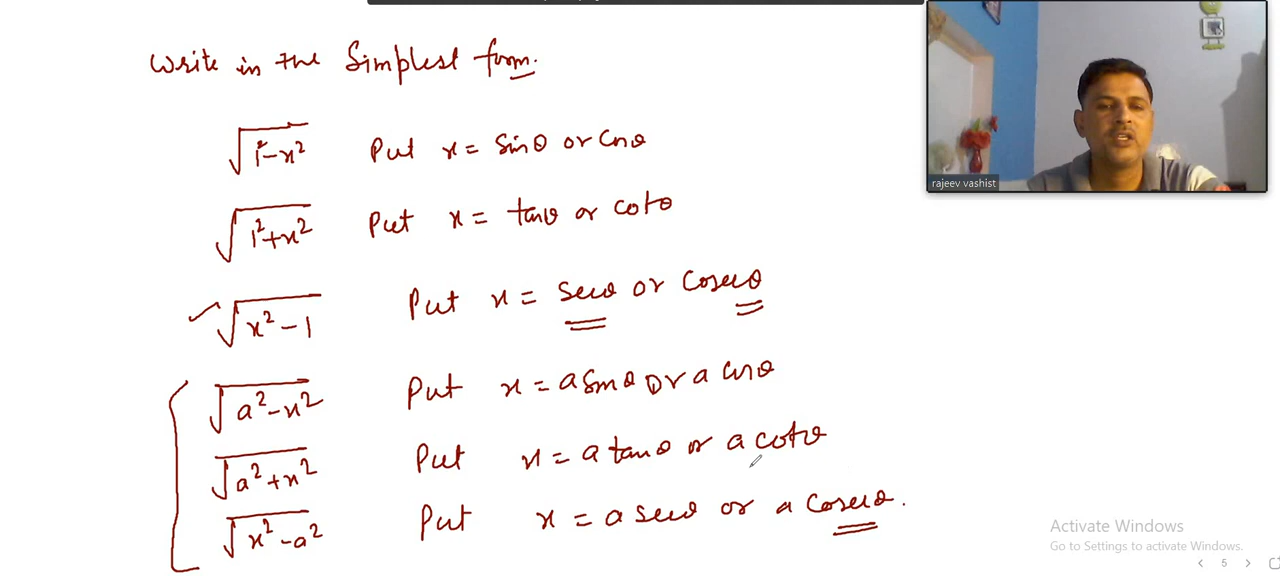 Write in the Simplest form.
√1²-x² Put x = sinθ or cosθ
√1²+x² Put x = tanθ or cotθ
✓√x²-1 Put x = secθ or cosecθ
√a²-x² Put x = a sinθ or a cosθ
√a²+x² Put x = a tanθ or a cotθ
√x²-a² Put x = a secθ or a cosecθ.
rajeev vashist
Activate Windows
Go to Settings to activate Windows.
< 5 >